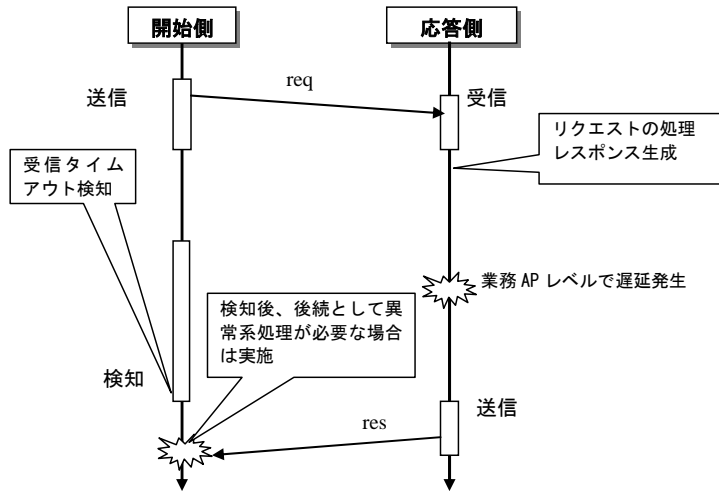 開始側
応答側
送信
req
受信
リクエストの処理
レスポンス生成
受信タイム
アウト検知
業務 AP レベルで遅延発生
検知後、後続として異
常系処理が必要な場合
は実施
検知
送信
res